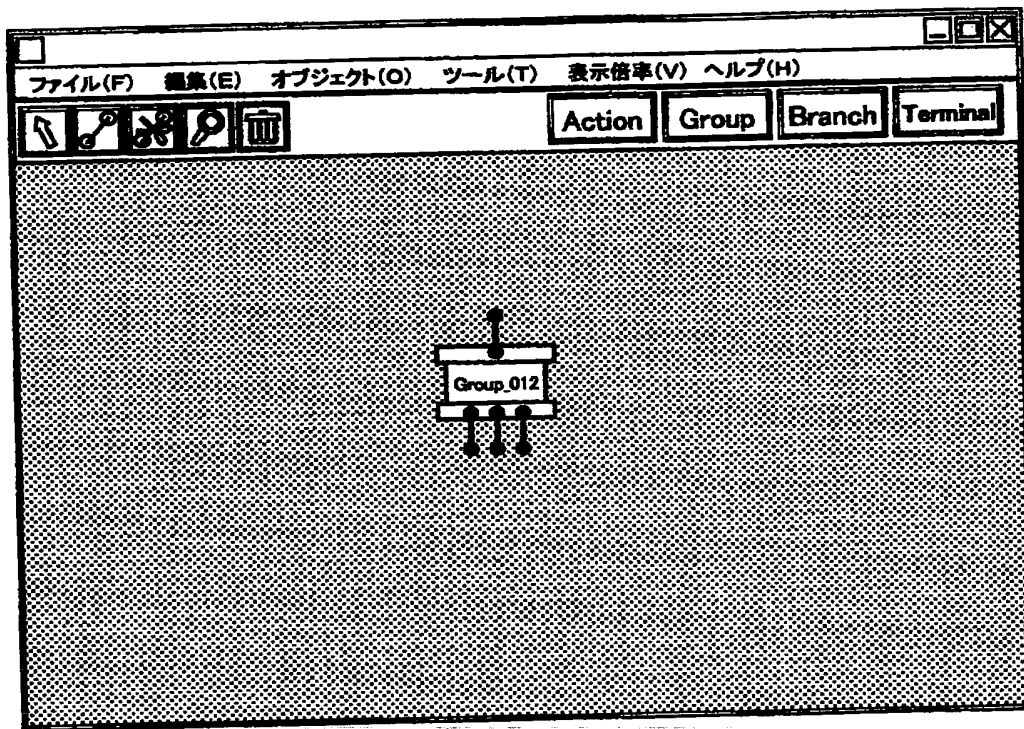 ファイル(F) 編集(E) オブジェクト(O) ツール(T) 表示倍率(V) ヘルプ(H)
Action Group Branch Terminal
Group_012